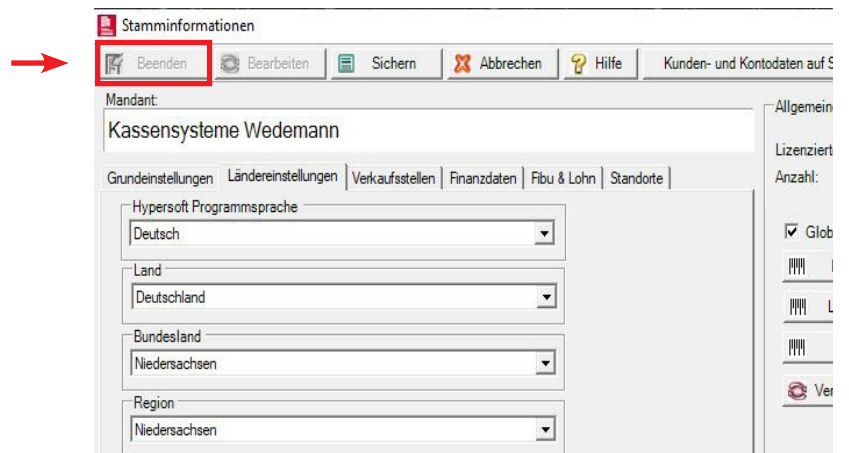 Stamminformationen
Beenden Bearbeiten Sichern Abbrechen Hilfe Kunden- und Kontodaten auf S
Mandant:
Kassensysteme Wedemann
Allgemein
Lizenziert
Anzahl:
Grundeinstellungen Ländereinstellungen Verkaufsstellen Finanzdaten Fibu & Lohn Standorte
Hypersoft Programmsprache
Deutsch
Glob
Land
Deutschland
L
Bundesland
Niedersachsen
Ver
Region
Niedersachsen